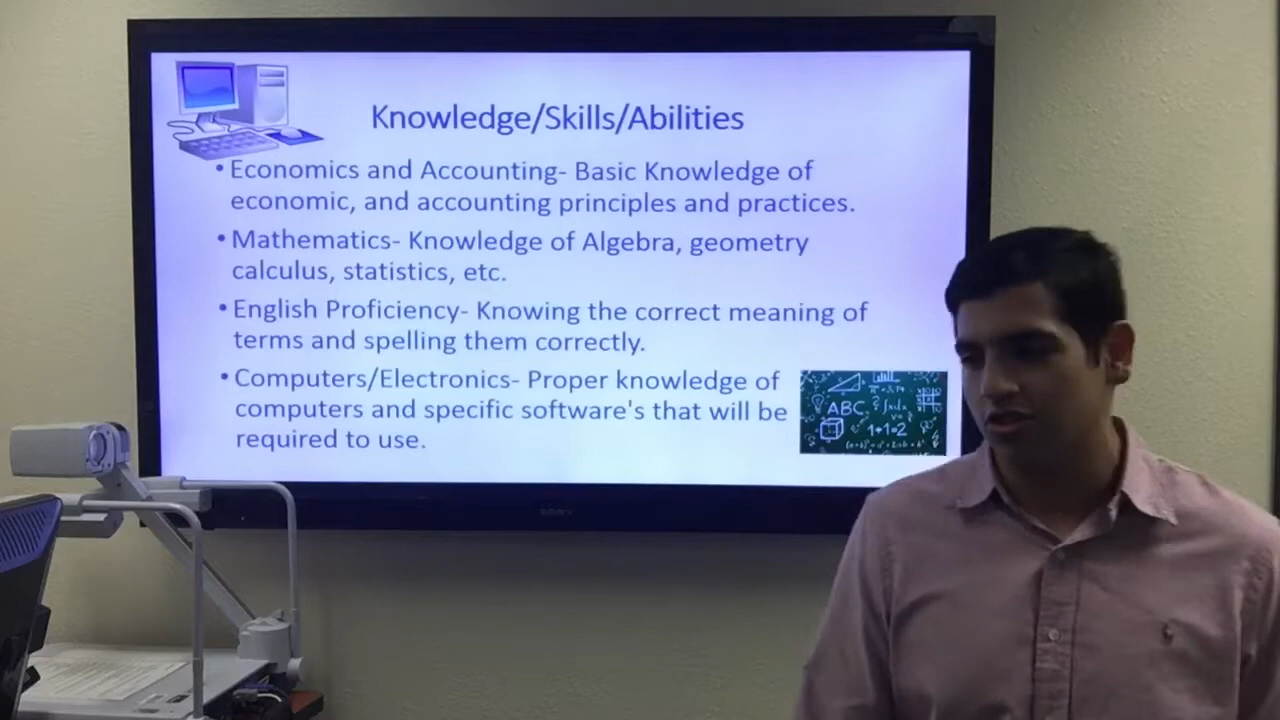 Knowledge/Skills/Abilities
• Economics and Accounting- Basic Knowledge of
economic, and accounting principles and practices.
• Mathematics- Knowledge of Algebra, geometry
calculus, statistics, etc.
• English Proficiency- Knowing the correct meaning of
terms and spelling them correctly.
• Computers/Electronics- Proper knowledge of
computers and specific software's that will be
required to use.
ABC
1+1=2
SONY